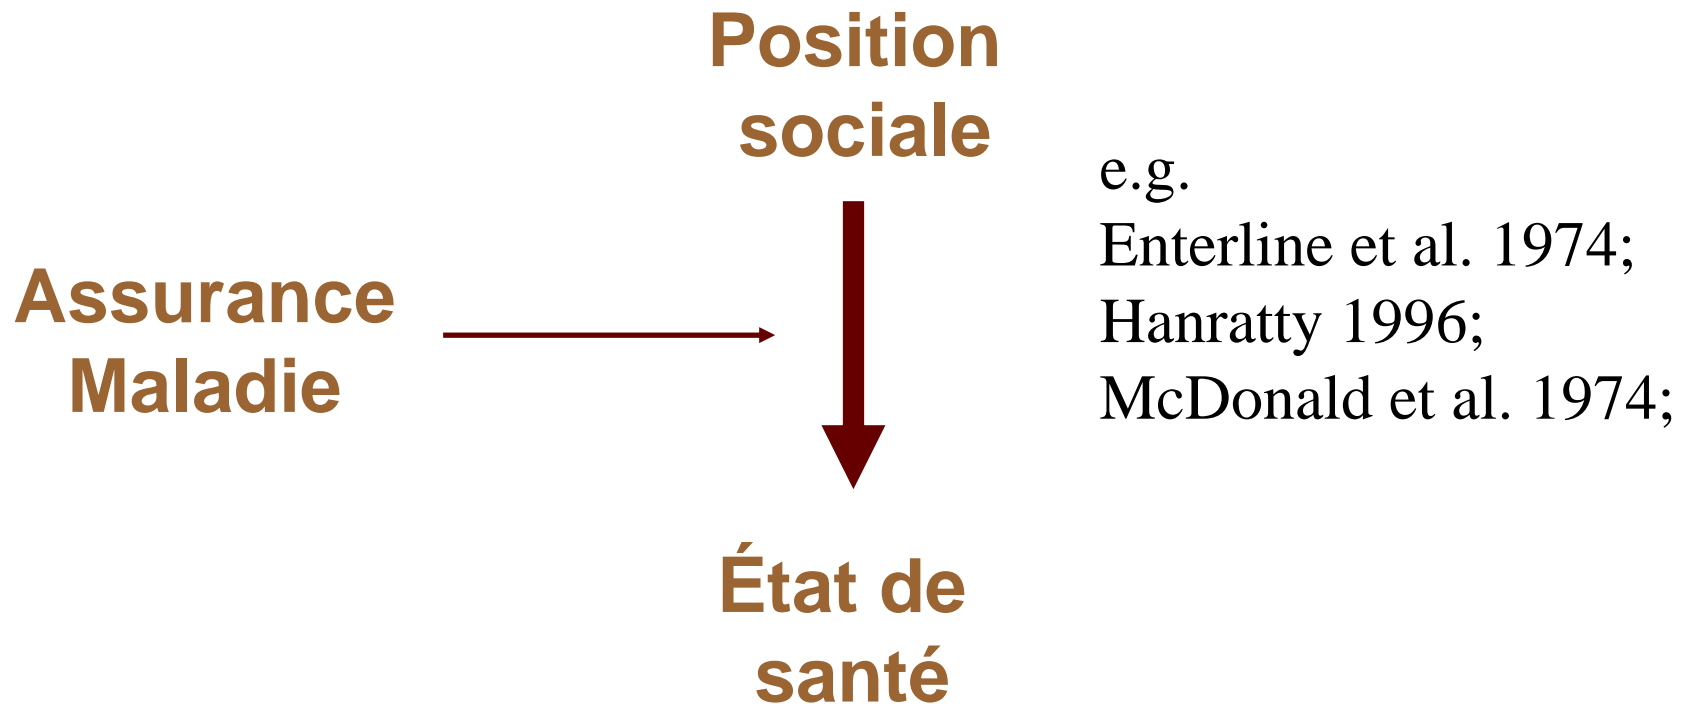 Position
sociale
Assurance
Maladie
État de
santé
e.g.
Enterline et al. 1974;
Hanratty 1996;
McDonald et al. 1974;